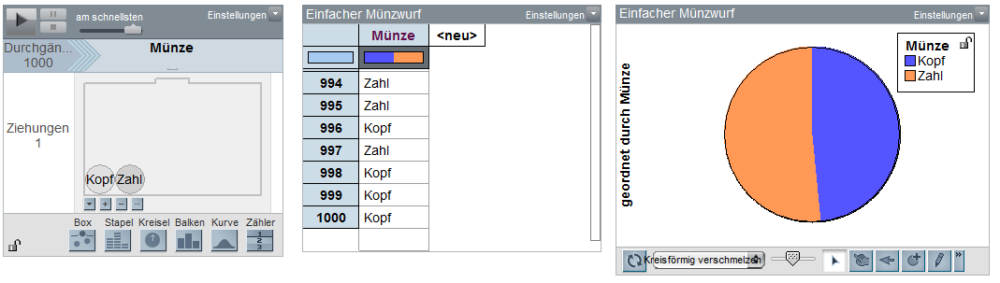 am schnellsten
Einstellungen
Durchgän...
1000
Münze
Ziehungen
1
Kopf Zahl
Box Stapel Kreisel Balken Kurve Zähler
1
2
3
Einfacher Münzwurf Einstellungen
Münze <neu>
994 Zahl
995 Zahl
996 Kopf
997 Zahl
998 Kopf
999 Kopf
1000 Kopf
Einfacher Münzwurf Einstellungen
geordnet durch Münze
Münze
Kopf
Zahl
Kreisförmig verschmelzen